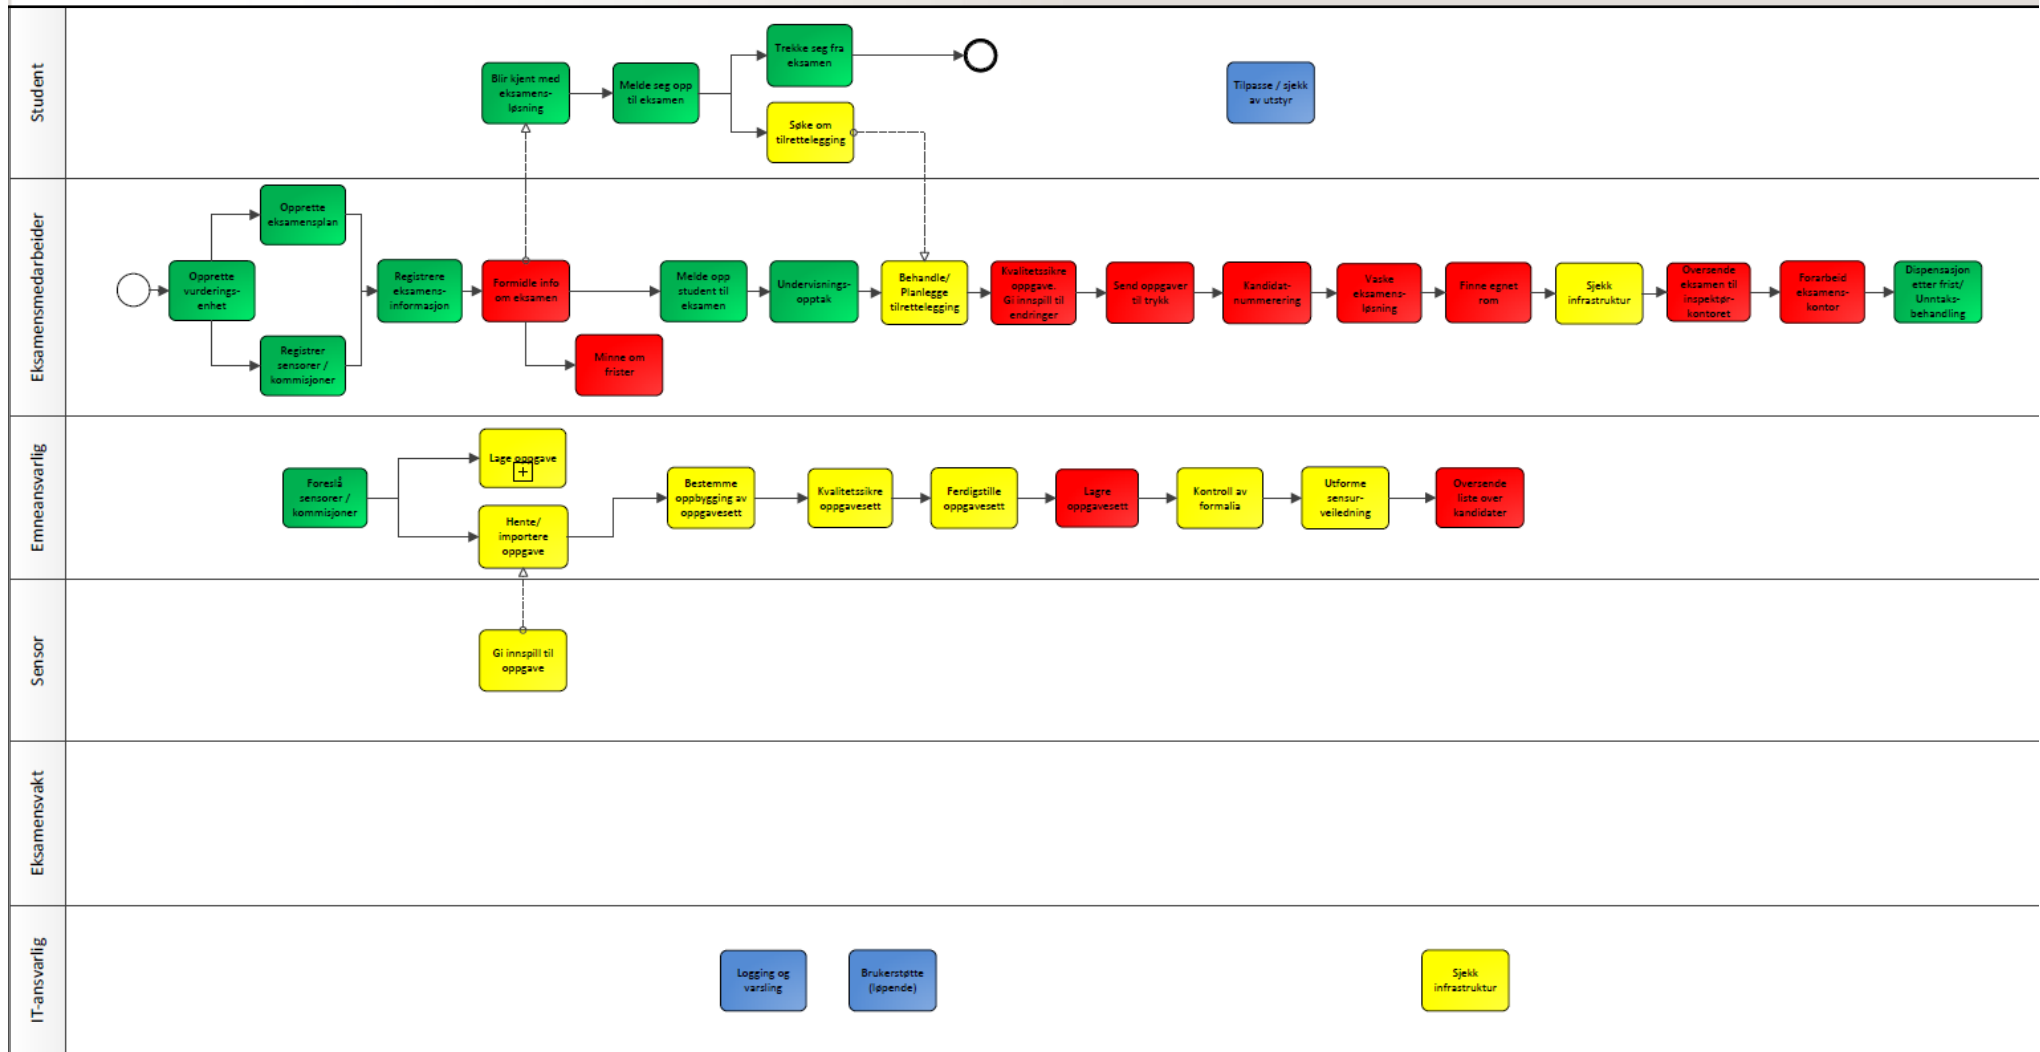 Student
Blir kjent med
eksamens-
løsning
Melde seg opp
til eksamen
Trekke seg fra
eksamen
Søke om
tilrettelegging
Tilpasse / sjekk
av utstyr
Eksamensmedarbeider
Opprette
vurderings-
enhet
Opprette
eksamensplan
Registrer
sensorer /
kommisjoner
Registrere
eksamens-
informasjon
Formidle info
om eksamen
Minne om
frister
Melde opp
student til
eksamen
Undervisnings-
opptak
Behandle/
Planlegge
tilrettelegging
Kvalitetssikre
oppgave.
Gi innspill til
endringer
Send oppgaver
til trykk
Kandidat-
nummerering
Vaske
eksamens-
løsning
Finne egnet
rom
Sjekk
infrastruktur
Oversende
eksamen til
inspektør-
kontoret
Forarbeid
eksamens-
kontor
Dispensasjon
etter frist/
Unntaks-
behandling
Emneansvarlig
Foreslå
sensorer /
kommisjoner
Lage oppgave
Hente/
importere
oppgave
Bestemme
oppbygging av
oppgavesett
Kvalitetssikre
oppgavesett
Ferdigstille
oppgavesett
Lagre
oppgavesett
Kontroll av
formalia
Utforme
sensur-
veiledning
Oversende
liste over
kandidater
Sensor
Gi innspill til
oppgave
Eksamensvakt
IT-ansvarlig
Logging og
varsling
Brukerstøtte
(løpende)
Sjekk
infrastruktur